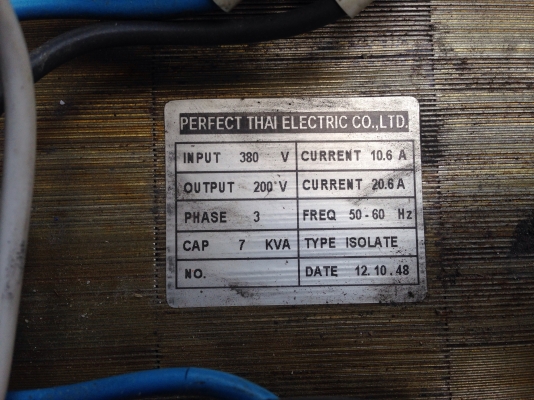 PERFECT THAI ELECTRIC CO.,LTD.
INPUT 380 V CURRENT 10.6 A
OUTPUT 200 V CURRENT 20.6 A
PHASE 3 FREQ 50-60 Hz
CAP 7 KVA TYPE ISOLATE
NO. DATE 12.10.48